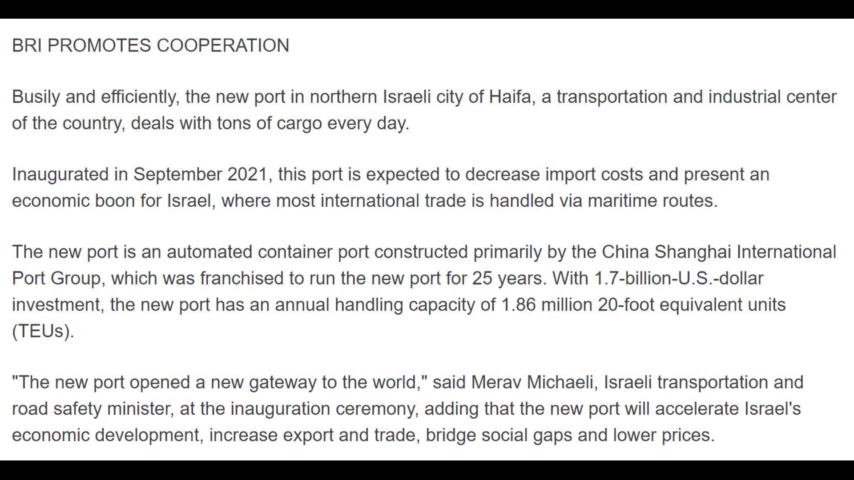 BRI PROMOTES COOPERATION
Busily and efficiently, the new port in northern Israeli city of Haifa, a transportation and industrial center
of the country, deals with tons of cargo every day.
Inaugurated in September 2021, this port is expected to decrease import costs and present an
economic boon for Israel, where most international trade is handled via maritime routes.
The new port is an automated container port constructed primarily by the China Shanghai International
Port Group, which was franchised to run the new port for 25 years. With 1.7-billion-U.S.-dollar
investment, the new port has an annual handling capacity of 1.86 million 20-foot equivalent units
(TEUs).
"The new port opened a new gateway to the world," said Merav Michaeli, Israeli transportation and
road safety minister, at the inauguration ceremony, adding that the new port will accelerate Israel's
economic development, increase export and trade, bridge social gaps and lower prices.